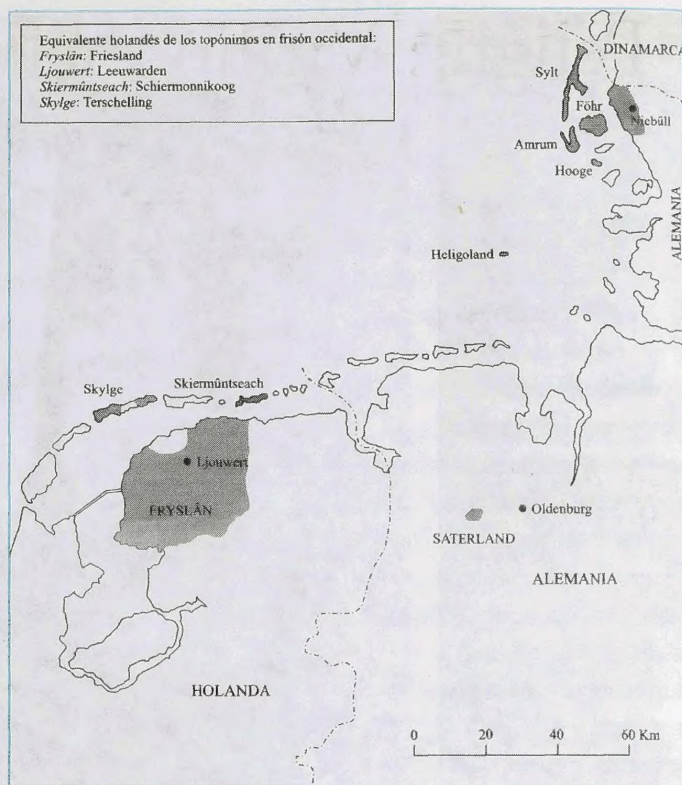 Equivalente holandés de los topónimos en frisón occidental:
Fryslân: Friesland
Ljouwert: Leeuwarden
Skiermûntseach: Schiermonnikoog
Skylge: Terschelling
DINAMARCA
Sylt
Föhr
Niebüll
Amrum
Hooge
ALEMANIA
Heligoland
Skylge
Skiermûntseach
Ljouwert
FRYSLÂN
Oldenburg
SATERLAND
ALEMANIA
HOLANDA
0 20 40 60 Km